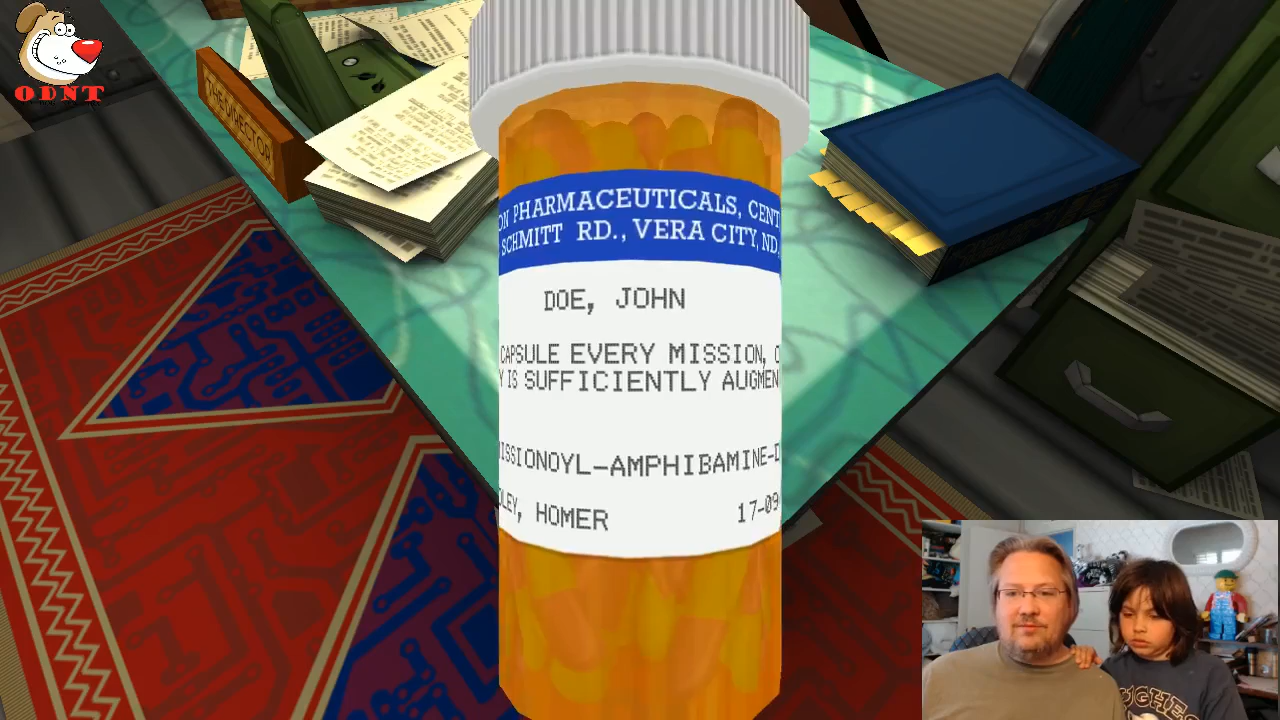 ODNT
THE DIRECTOR
ON PHARMACEUTICALS, CENT
SCHMITT RD., VERA CITY, ND,
DOE, JOHN
CAPSULE EVERY MISSION, O
Y IS SUFFICIENTLY AUGMEN
ISSIONOYL-AMPHIBAMINE-D
LEY, HOMER 17-09
UGHE